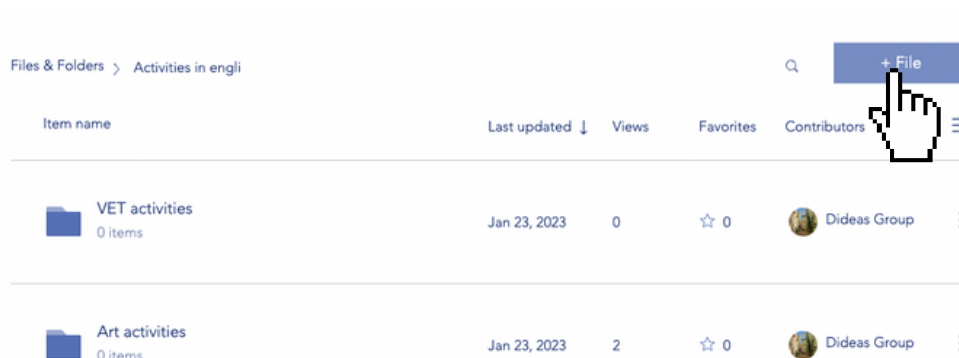 Files & Folders > Activities in engli
+ File
Item name Last updated ↓ Views Favorites Contributors
VET activities
0 items
Jan 23, 2023 0 0 Dideas Group
Art activities
0 items
Jan 23, 2023 2 0 Dideas Group